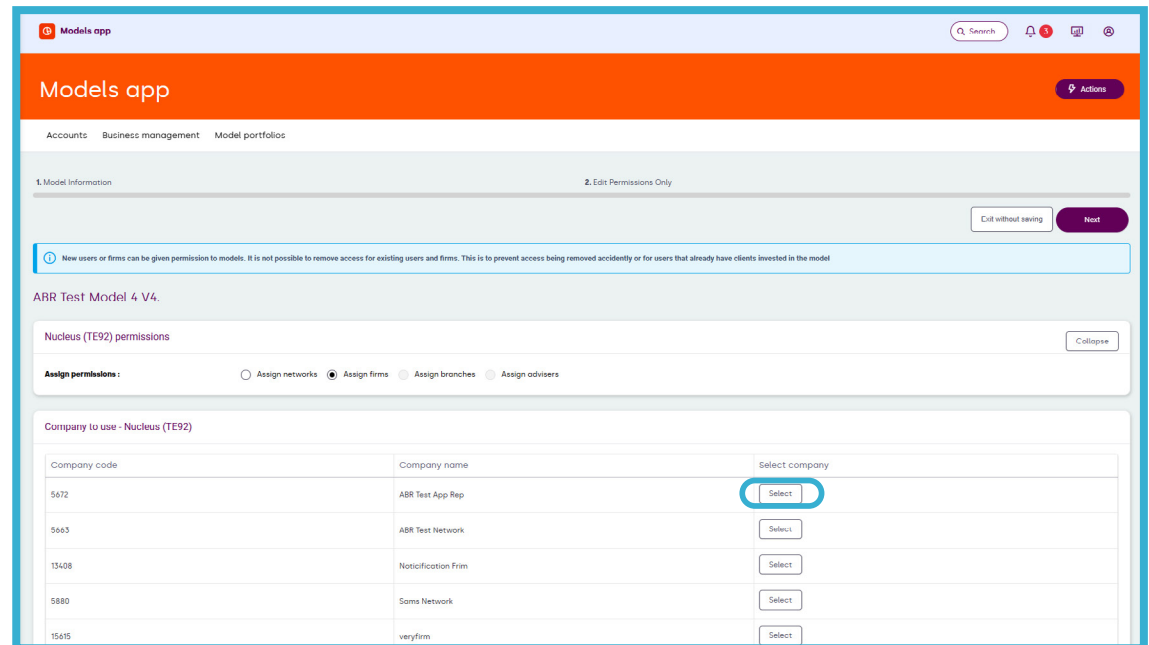 Models app
Search
3
Models app
Actions
Accounts Business management Model portfolios
1. Model Information 2. Edit Permissions Only
Exit without saving Next
New users or firms can be given permission to models. It is not possible to remove access for existing users and firms. This is to prevent access being removed accidently or for users that already have clients invested in the model
ABR Test Model 4 V4.
Nucleus (TE92) permissions
Collapse
Assign permissions : Assign networks Assign firms Assign branches Assign advisers
Company to use - Nucleus (TE92)
Company code Company name Select company
5672 ABR Test App Rep Select
5663 ABR Test Network Select
13408 Noticification Frim Select
5880 Sams Network Select
15615 veryfirm Select